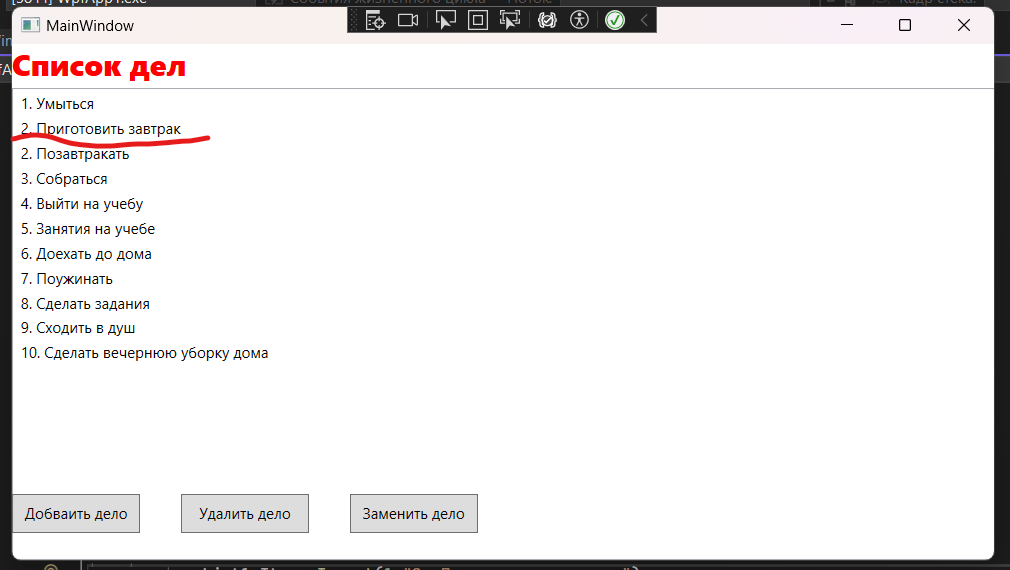 MainWindow
Список дел
1. Умыться
2. Приготовить завтрак
2. Позавтракать
3. Собраться
4. Выйти на учебу
5. Занятия на учебе
6. Доехать до дома
7. Поужинать
8. Сделать задания
9. Сходить в душ
10. Сделать вечернюю уборку дома
Добваить дело
Удалить дело
Заменить дело